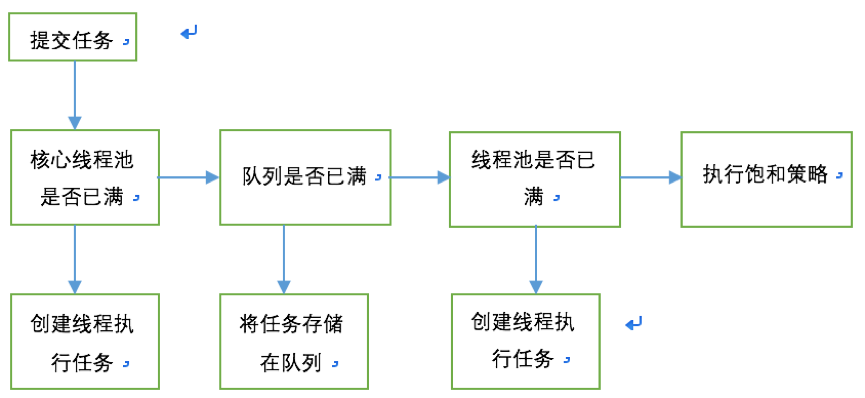 提交任务
核心线程池
是否已满
队列是否已满
线程池是否已
满
执行饱和策略
创建线程执
行任务
将任务存储
在队列
创建线程执
行任务